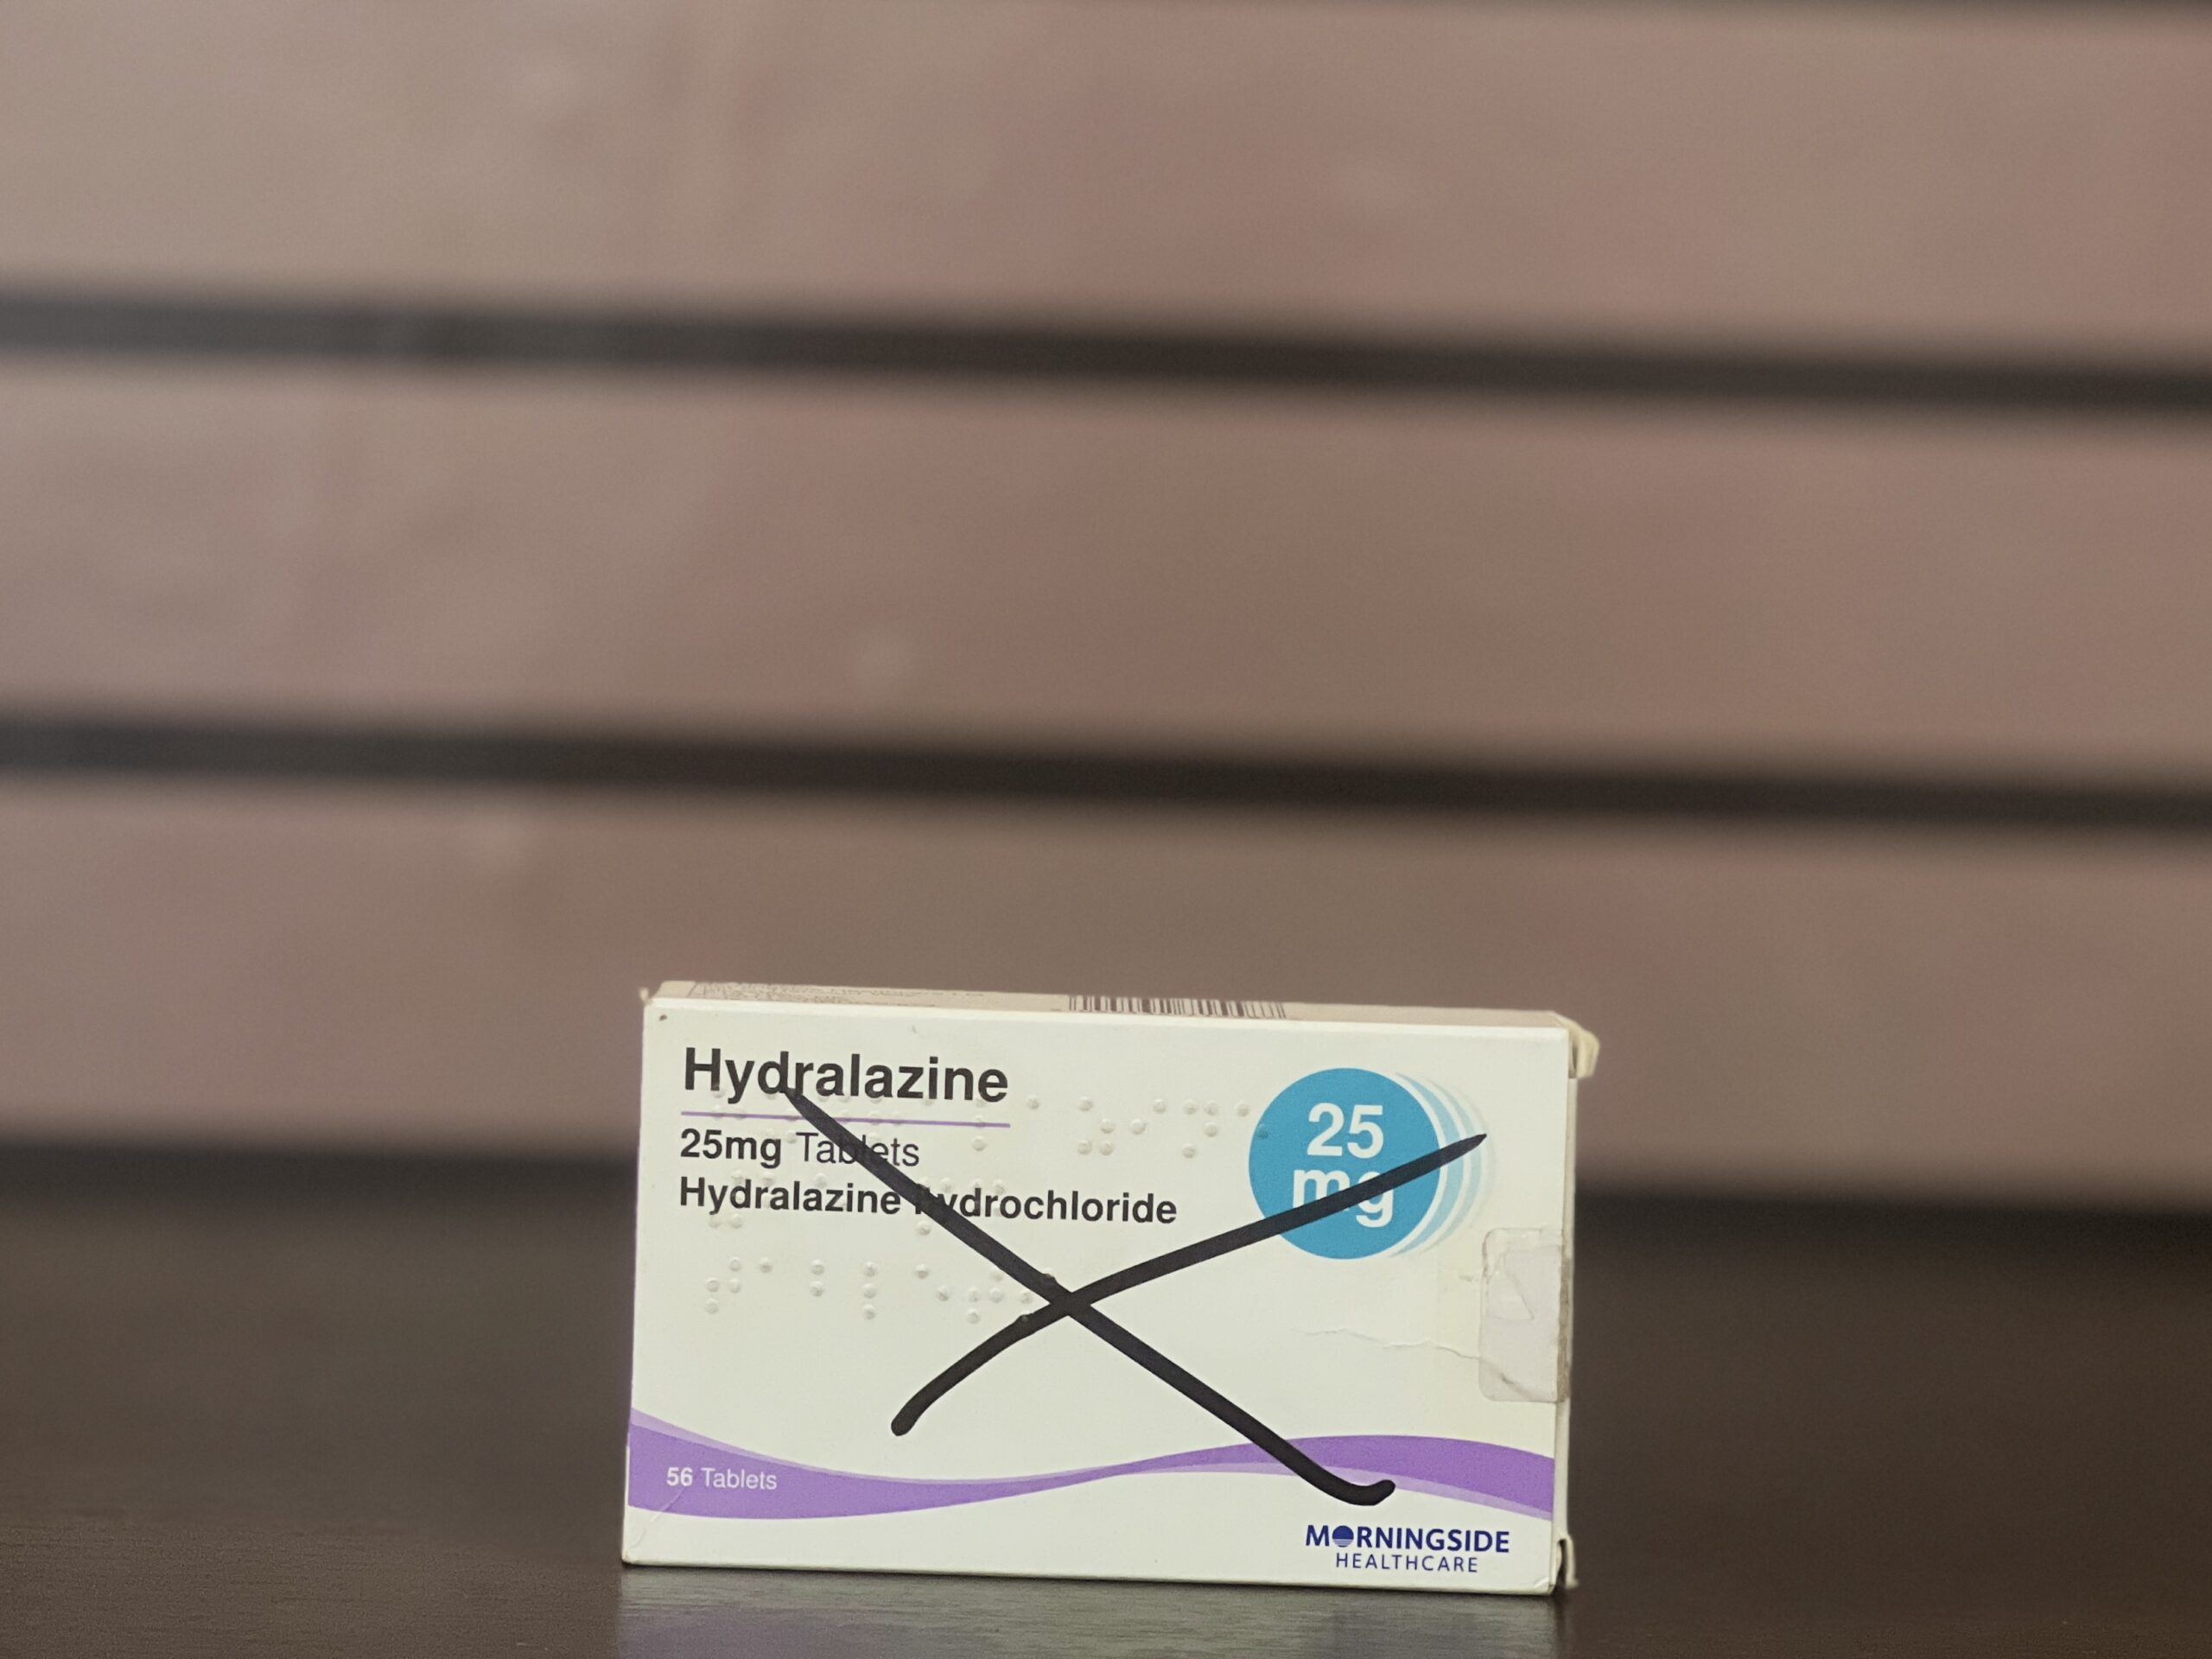 Hydralazine
25mg Tablets
Hydralazine hydrochloride
25
mg
56 Tablets
MORNINGSIDE
HEALTHCARE